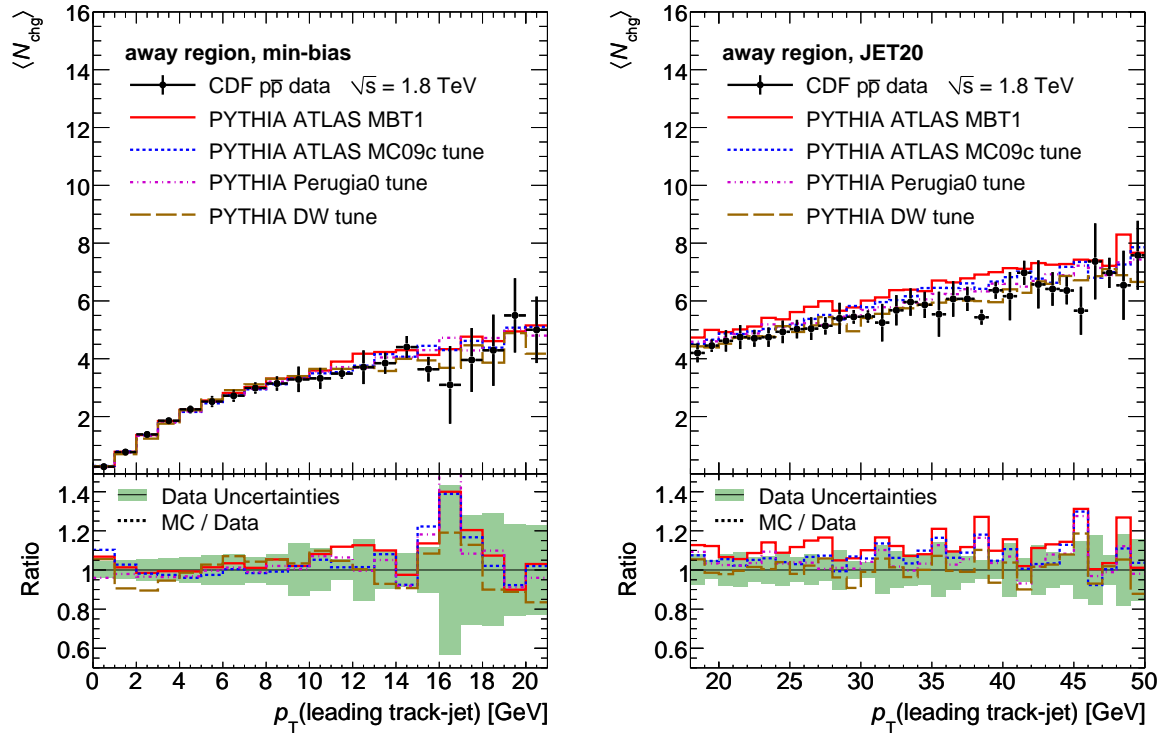 ⟨N_chg⟩
16
14
12
10
8
6
4
2
away region, min-bias
CDF pp̅ data √s = 1.8 TeV
PYTHIA ATLAS MBT1
PYTHIA ATLAS MC09c tune
PYTHIA Perugia0 tune
PYTHIA DW tune
Ratio
1.4
1.2
1
0.8
0.6
Data Uncertainties
MC / Data
0 2 4 6 8 10 12 14 16 18 20
p_T(leading track-jet) [GeV]
⟨N_chg⟩
16
14
12
10
8
6
4
2
away region, JET20
CDF pp̅ data √s = 1.8 TeV
PYTHIA ATLAS MBT1
PYTHIA ATLAS MC09c tune
PYTHIA Perugia0 tune
PYTHIA DW tune
Ratio
1.4
1.2
1
0.8
0.6
Data Uncertainties
MC / Data
20 25 30 35 40 45 50
p_T(leading track-jet) [GeV]